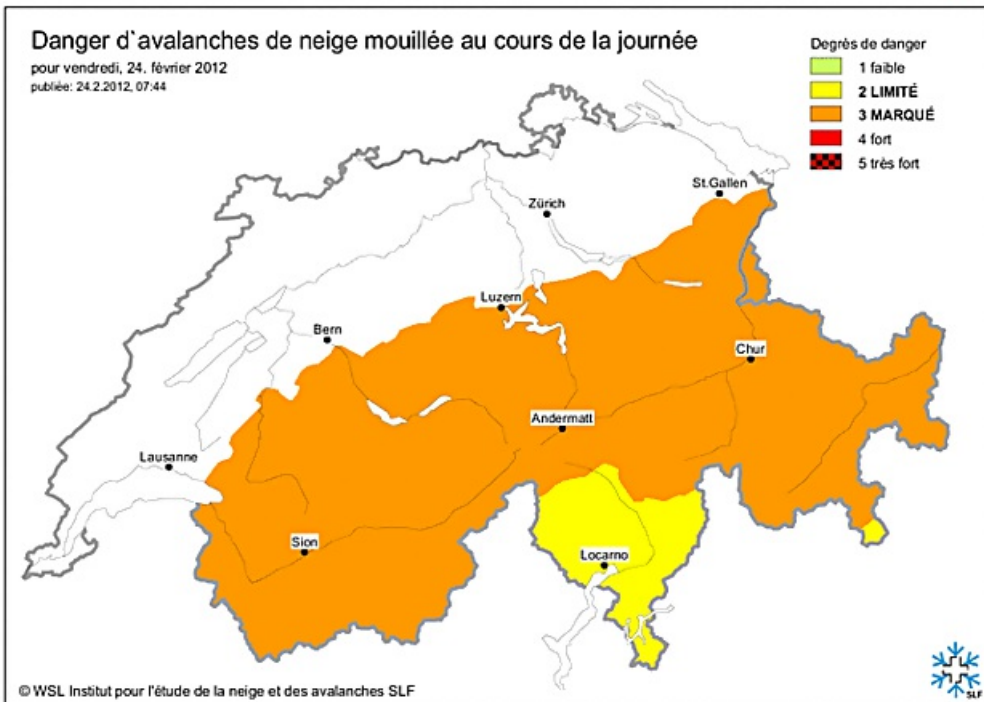 Danger d`avalanches de neige mouillée au cours de la journée
pour vendredi, 24. février 2012
publiée: 24.2.2012, 07:44
Degrès de danger
1 faible
2 LIMITÉ
3 MARQUÉ
4 fort
5 très fort
St.Gallen
Zürich
Luzern
Bern
Chur
Andermatt
Lausanne
Sion
Locarno
© WSL Institut pour l'étude de la neige et des avalanches SLF
SLF